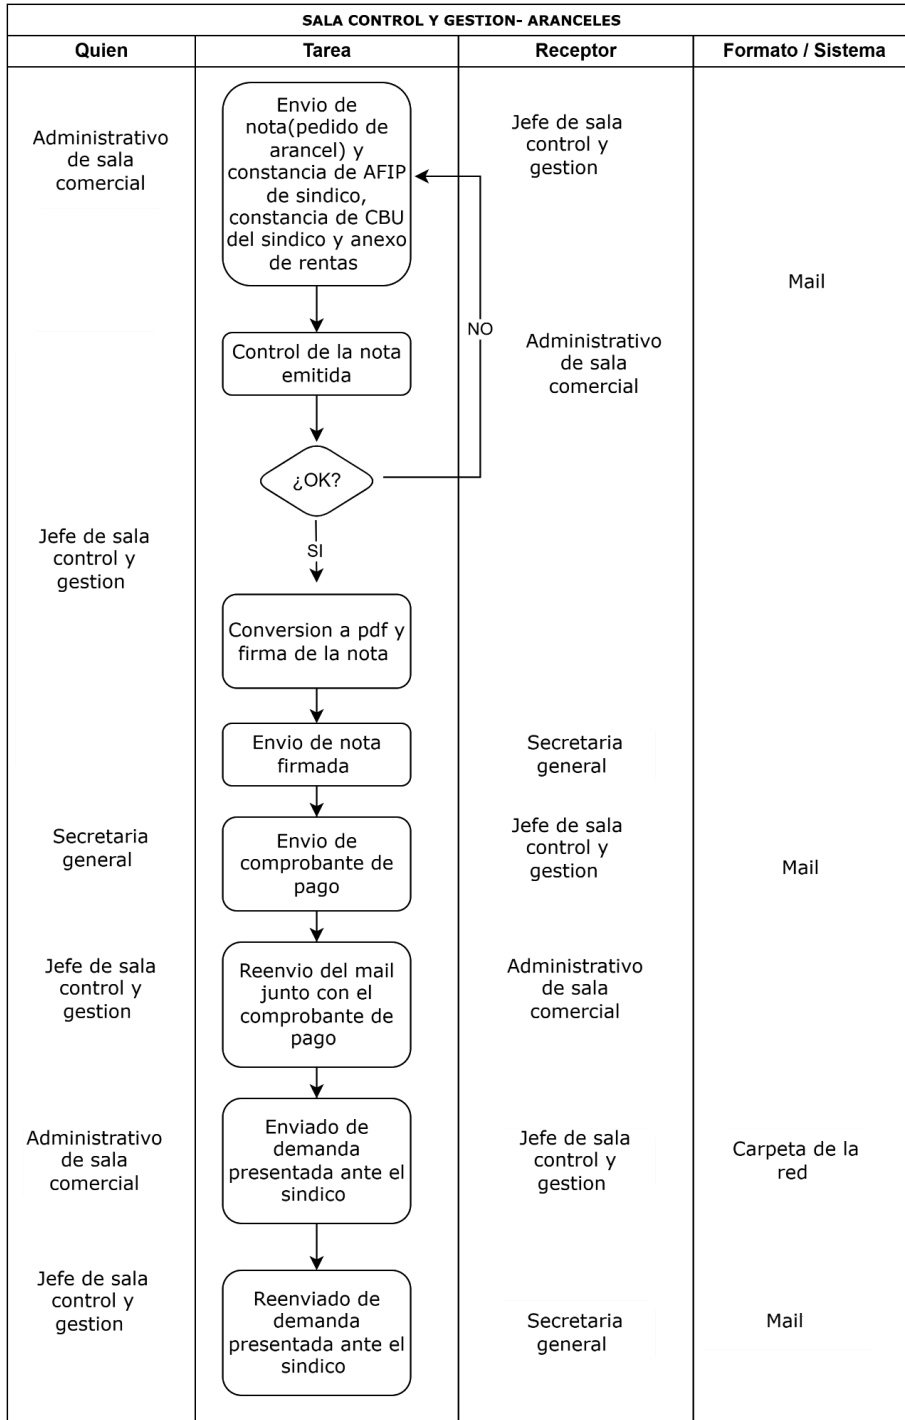 SALA CONTROL Y GESTION- ARANCELES
Quien
Tarea
Receptor
Formato / Sistema
Administrativo
de sala
comercial
Envio de
nota(pedido de
arancel) y
constancia de AFIP
de sindico,
constancia de CBU
del sindico y anexo
de rentas
Jefe de sala
control y
gestion
Mail
Control de la nota
emitida
NO
Administrativo
de sala
comercial
¿OK?
Jefe de sala
control y
gestion
SI
Conversion a pdf y
firma de la nota
Envio de nota
firmada
Secretaria
general
Secretaria
general
Envio de
comprobante de
pago
Jefe de sala
control y
gestion
Mail
Jefe de sala
control y
gestion
Reenvio del mail
junto con el
comprobante de
pago
Administrativo
de sala
comercial
Administrativo
de sala
comercial
Enviado de
demanda
presentada ante el
sindico
Jefe de sala
control y
gestion
Carpeta de la
red
Jefe de sala
control y
gestion
Reenviado de
demanda
presentada ante el
sindico
Secretaria
general
Mail